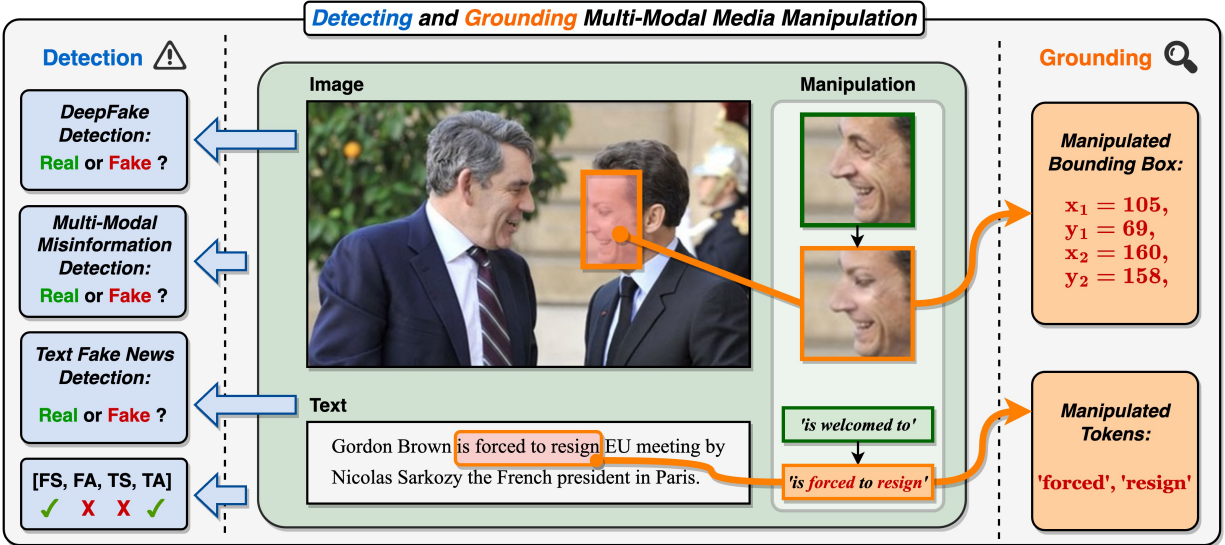 Detecting and Grounding Multi-Modal Media Manipulation
Detection
DeepFake
Detection:
Real or Fake ?
Multi-Modal
Misinformation
Detection:
Real or Fake ?
Text Fake News
Detection:
Real or Fake ?
[FS, FA, TS, TA]
✓ X X ✓
Image
Manipulation
Text
Gordon Brown is forced to resign EU meeting by
Nicolas Sarkozy the French president in Paris.
'is welcomed to'
'is forced to resign'
Grounding
Manipulated
Bounding Box:
x₁ = 105,
y₁ = 69,
x₂ = 160,
y₂ = 158,
Manipulated
Tokens:
'forced', 'resign'